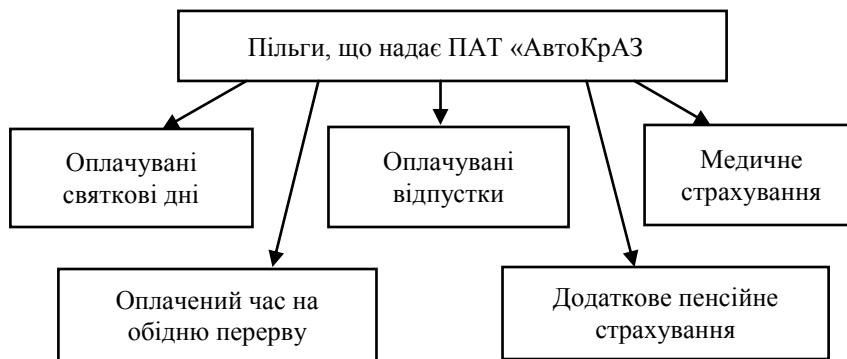 Пільги, що надає ПАТ «АвтоКрАЗ
Оплачувані
святкові дні
Оплачувані
відпустки
Медичне
страхування
Оплачений час на
обідню перерву
Додаткове пенсійне
страхування